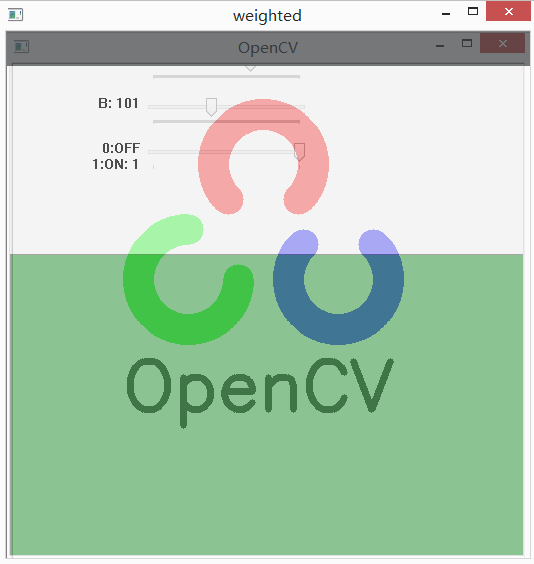 weighted
OpenCV
B: 101
0:OFF
1:ON: 1
OpenCV